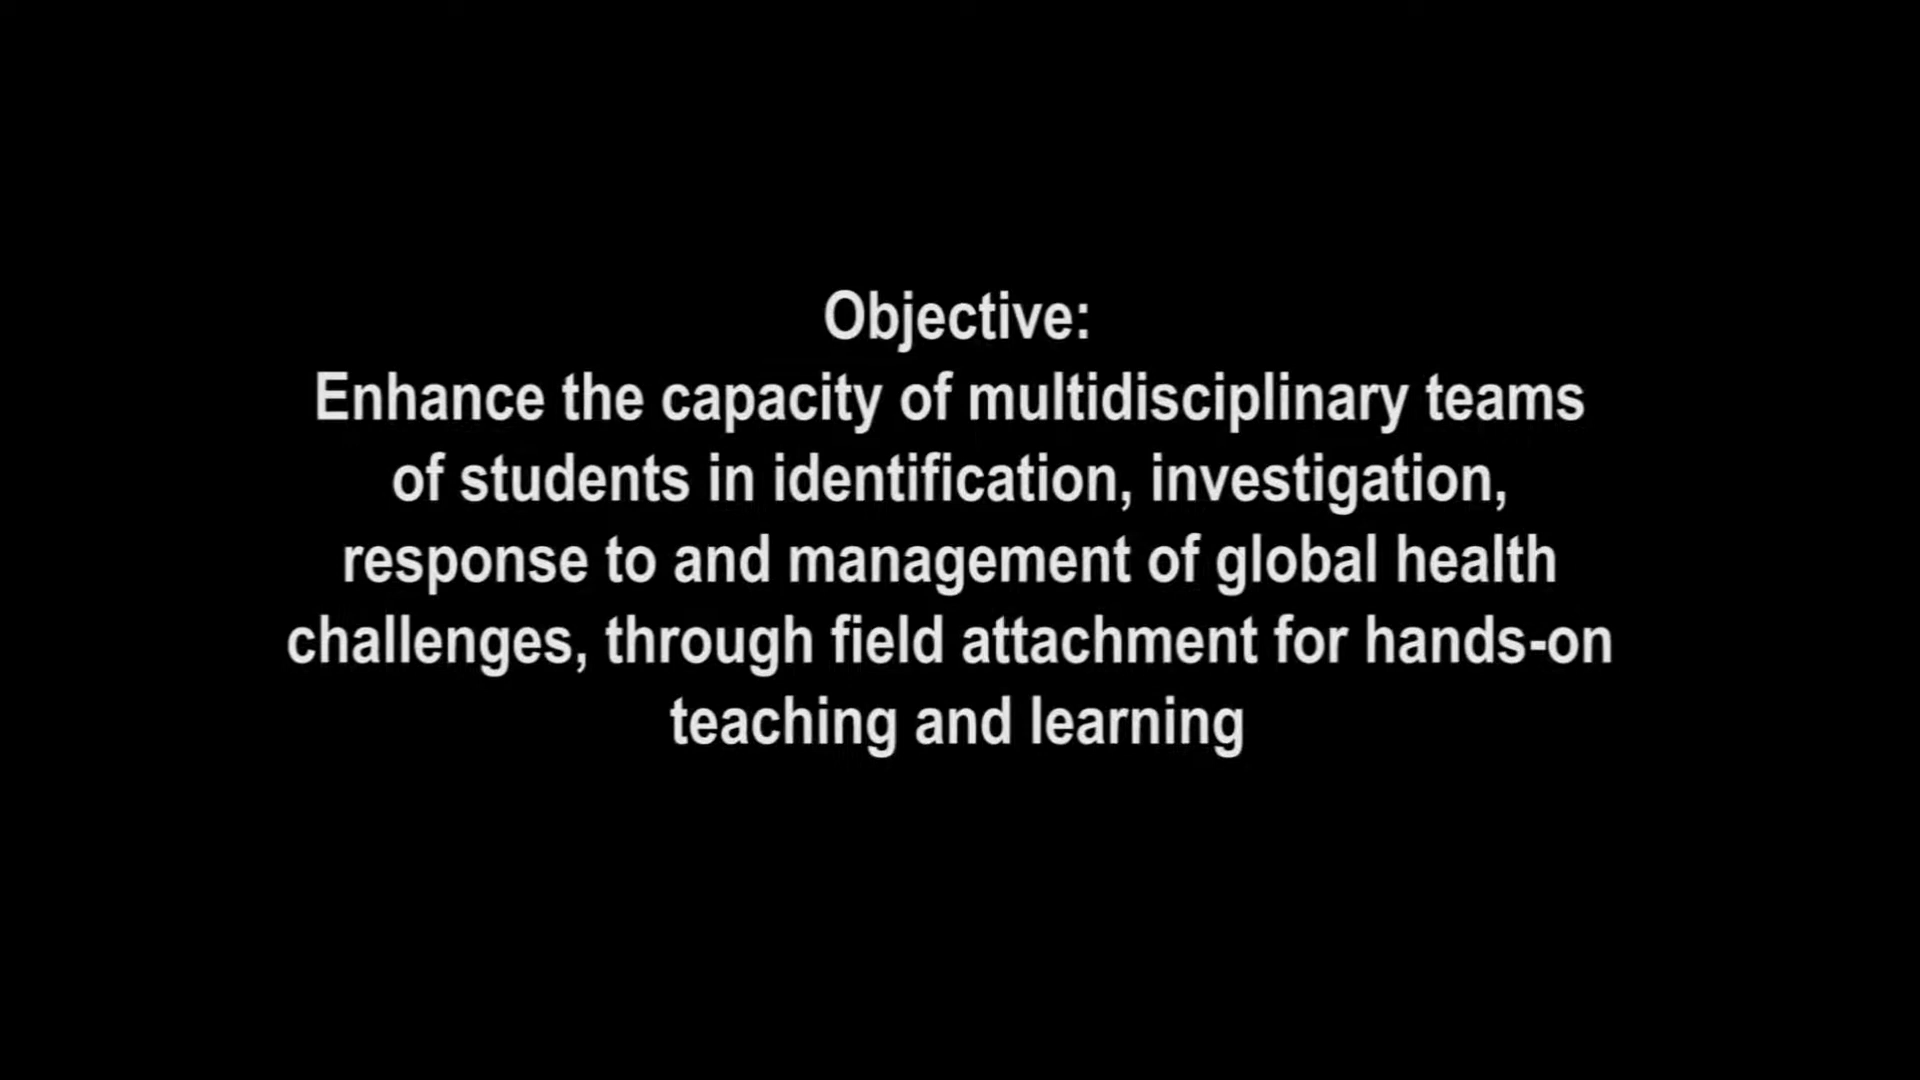 Objective:
Enhance the capacity of multidisciplinary teams
of students in identification, investigation,
response to and management of global health
challenges, through field attachment for hands-on
teaching and learning